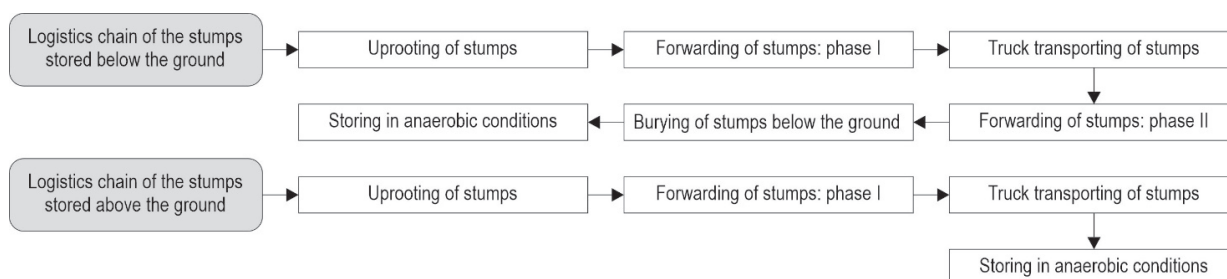 Logistics chain of the stumps
stored below the ground
Uprooting of stumps
Forwarding of stumps: phase I
Truck transporting of stumps
Forwarding of stumps: phase II
Burying of stumps below the ground
Storing in anaerobic conditions
Logistics chain of the stumps
stored above the ground
Uprooting of stumps
Forwarding of stumps: phase I
Truck transporting of stumps
Storing in anaerobic conditions